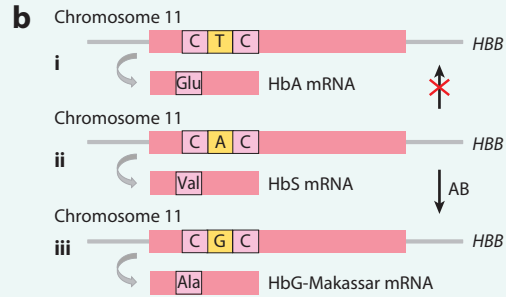 b
Chromosome 11
C T C
HBB
i
Glu
HbA mRNA
Chromosome 11
C A C
HBB
ii
Val
HbS mRNA
AB
Chromosome 11
C G C
HBB
iii
Ala
HbG-Makassar mRNA